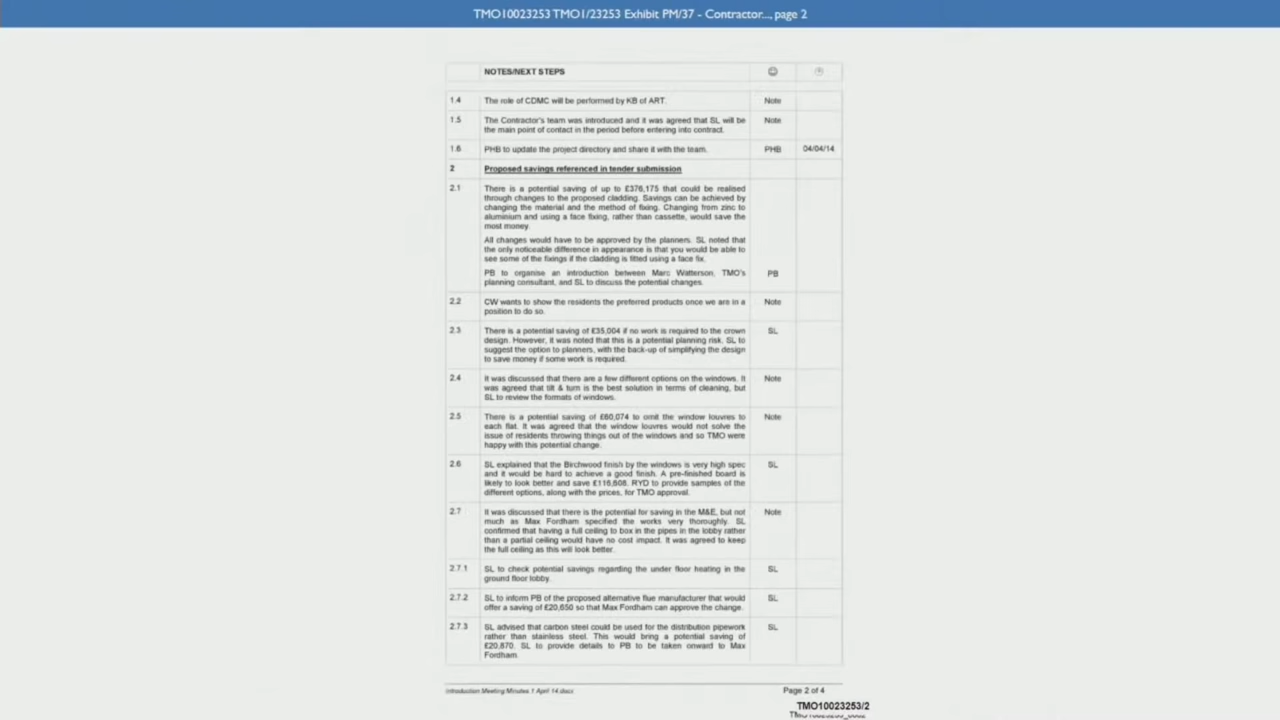 TMO10023253 TMO1/23253 Exhibit PM/37 - Contractor..., page 2
NOTES/NEXT STEPS
1.4 The role of CDMC will be performed by KB of ART. Note
1.5 The Contractor's team was introduced and it was agreed that SL will be Note
the main point of contact in the period before entering into contract.
1.6 PHB to update the project directory and share it with the team. PHB 04/04/14
2 Proposed savings referenced in tender submission
2.1 There is a potential saving of up to £376,175 that could be realised
through changes to the proposed cladding. Savings can be achieved by
changing the material and the method of fixing. Changing from zinc to
aluminium and using a face fixing, rather than cassette, would save the
most money.
All changes would have to be approved by the planners. SL noted that
the only noticeable difference in appearance is that you would be able to
see some of the fixings if the cladding is fitted using a face fix.
PB to organise an introduction between Marc Watterson, TMO's PB
planning consultant, and SL to discuss the potential changes.
2.2 CW wants to show the residents the preferred products once we are in a Note
position to do so.
2.3 There is a potential saving of £35,004 if no work is required to the crown SL
design. However, it was noted that this is a potential planning risk. SL to
suggest the option to planners, with the back-up of simplifying the design
to save money if some work is required.
2.4 It was discussed that there are a few different options on the windows. It Note
was agreed that tilt & turn is the best solution in terms of cleaning, but
SL to review the formats of windows.
2.5 There is a potential saving of £60,074 to omit the window louvres to Note
each flat. It was agreed that the window louvres would not solve the
issue of residents throwing things out of the windows and so TMO were
happy with this potential change.
2.6 SL explained that the Birchwood finish by the windows is very high spec SL
and it would be hard to achieve a good finish. A pre-finished board is
likely to look better and save £116,608. RYD to provide samples of the
different options, along with the prices, for TMO approval.
2.7 It was discussed that there is the potential for saving in the M&E, but not Note
much as Max Fordham specified the works very thoroughly. SL
confirmed that having a full ceiling to box in the pipes in the lobby rather
than a partial ceiling would have no cost impact. It was agreed to keep
the full ceiling as this will look better.
2.7.1 SL to check potential savings regarding the under floor heating in the SL
ground floor lobby.
2.7.2 SL to inform PB of the proposed alternative flue manufacturer that would SL
offer a saving of £20,650 so that Max Fordham can approve the change.
2.7.3 SL advised that carbon steel could be used for the distribution pipework SL
rather than stainless steel. This would bring a potential saving of
£20,870. SL to provide details to PB to be taken onward to Max
Fordham.
Introduction Meeting Minutes 1 April 14.docx Page 2 of 4
TMO10023253/2